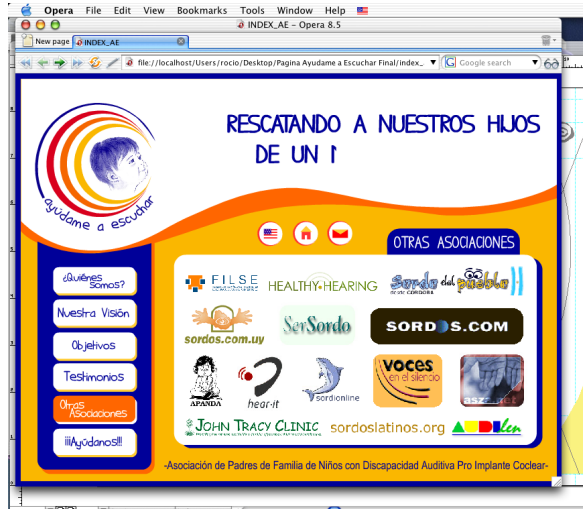 Opera File Edit View Bookmarks Tools Window Help
INDEX_AE - Opera 8.5
New page
INDEX_AE
file://localhost/Users/rocio/Desktop/Pagina Ayudame a Escuchar Final/index_
Google search
RESCATANDO A NUESTROS HIJOS
DE UN
ayúdame a escuchar
OTRAS ASOCIACIONES
¿Quiénes
Somos?
Nuestra Visión
Objetivos
Testimonios
Otras
Asociaciones
¡¡¡Ayúdanos!!!
FILSE
HEALTHY HEARING
Sordo del pueblo
desde CORDOBA
sordos.com.uy
SerSordo
SORDOS.COM
APANDA
hear-it
sordionline
voces
en el silencio
JOHN TRACY CLINIC
sordoslatinos.org
-Asociación de Padres de Familia de Niños con Discapacidad Auditiva Pro Implante Coclear-